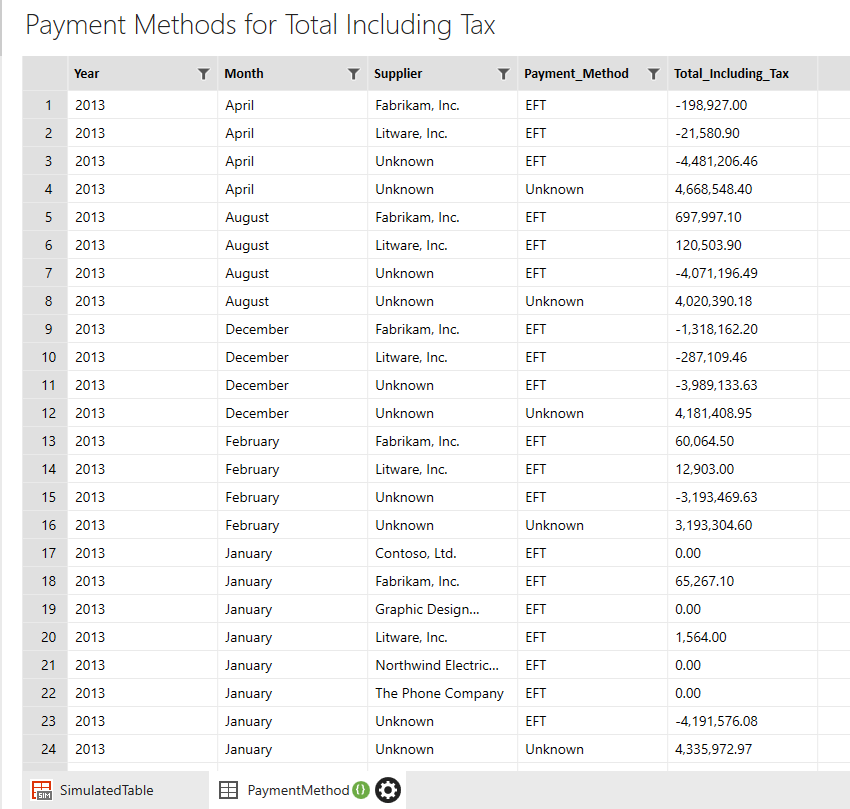 Payment Methods for Total Including Tax
Year Month Supplier Payment_Method Total_Including_Tax
1 2013 April Fabrikam, Inc. EFT -198,927.00
2 2013 April Litware, Inc. EFT -21,580.90
3 2013 April Unknown EFT -4,481,206.46
4 2013 April Unknown Unknown 4,668,548.40
5 2013 August Fabrikam, Inc. EFT 697,997.10
6 2013 August Litware, Inc. EFT 120,503.90
7 2013 August Unknown EFT -4,071,196.49
8 2013 August Unknown Unknown 4,020,390.18
9 2013 December Fabrikam, Inc. EFT -1,318,162.20
10 2013 December Litware, Inc. EFT -287,109.46
11 2013 December Unknown EFT -3,989,133.63
12 2013 December Unknown Unknown 4,181,408.95
13 2013 February Fabrikam, Inc. EFT 60,064.50
14 2013 February Litware, Inc. EFT 12,903.00
15 2013 February Unknown EFT -3,193,469.63
16 2013 February Unknown Unknown 3,193,304.60
17 2013 January Contoso, Ltd. EFT 0.00
18 2013 January Fabrikam, Inc. EFT 65,267.10
19 2013 January Graphic Design... EFT 0.00
20 2013 January Litware, Inc. EFT 1,564.00
21 2013 January Northwind Electric... EFT 0.00
22 2013 January The Phone Company EFT 0.00
23 2013 January Unknown EFT -4,191,576.08
24 2013 January Unknown Unknown 4,335,972.97
SIM SimulatedTable PaymentMethod {}